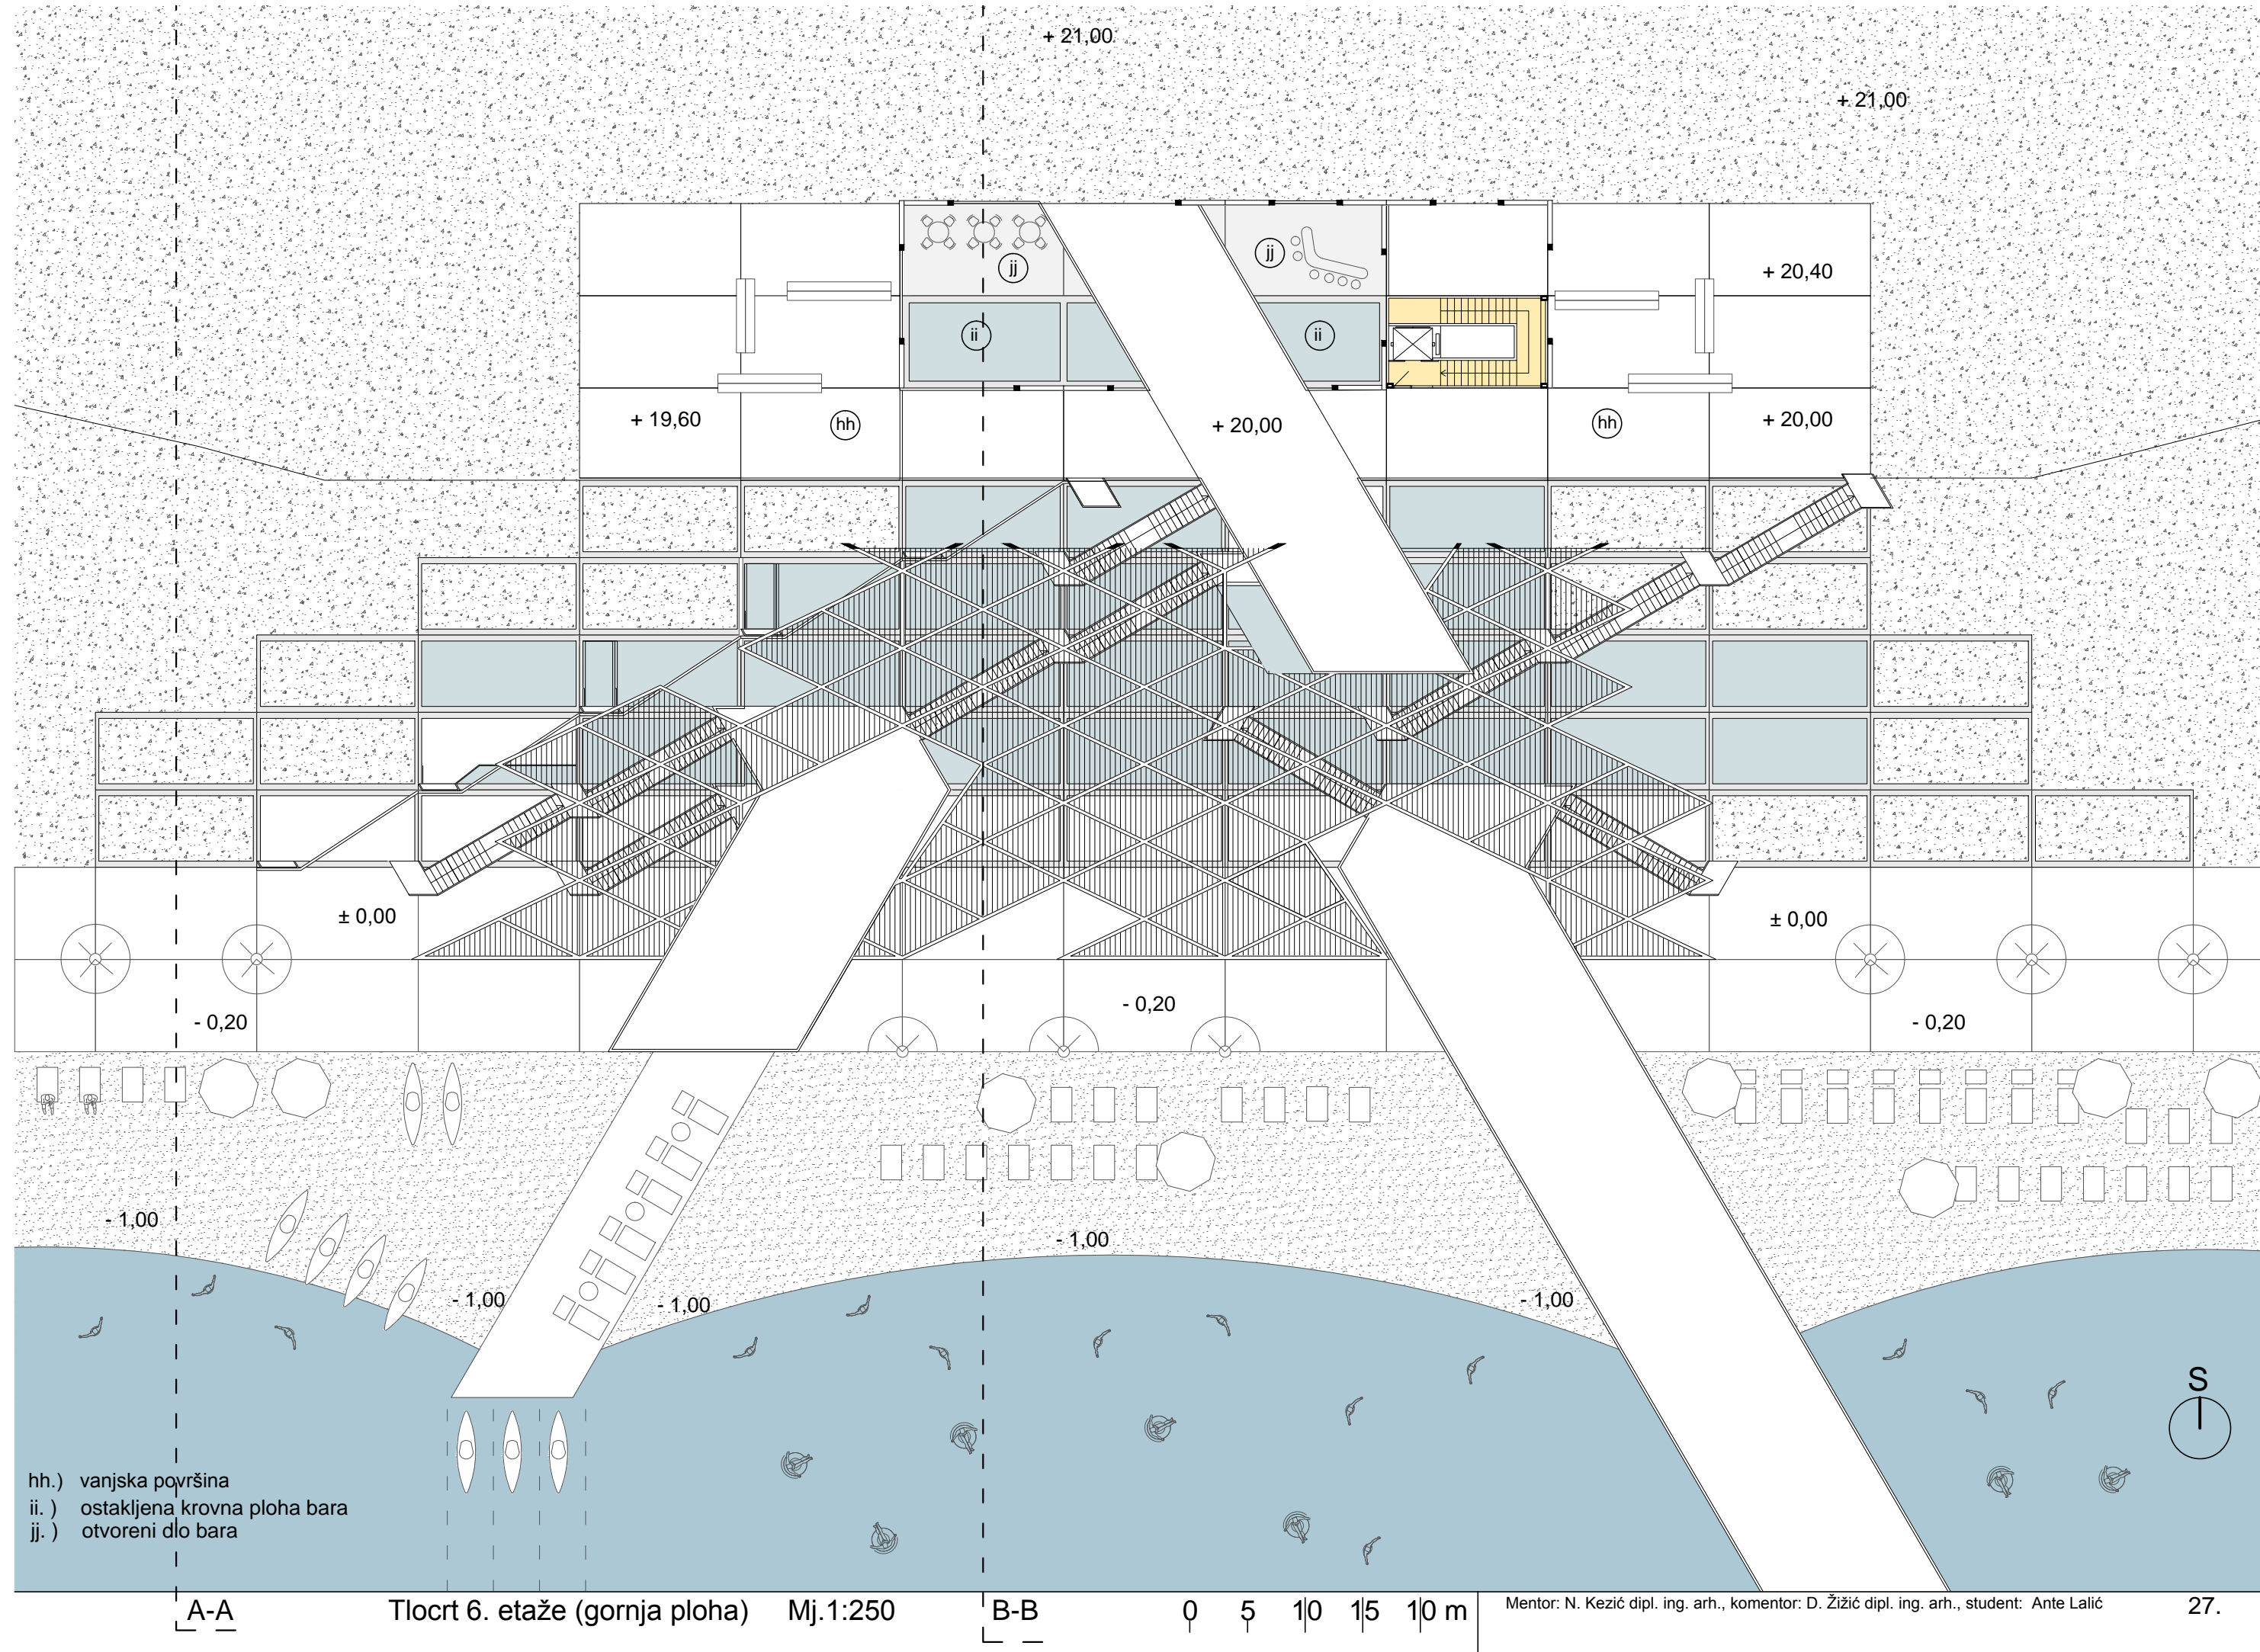 + 21,00
+ 21,00
jj
jj
+ 20,40
ii
ii
+ 19,60
hh
+ 20,00
hh
+ 20,00
± 0,00
± 0,00
- 0,20
- 0,20
- 0,20
- 1,00
- 1,00
- 1,00
- 1,00
- 1,00
S
hh.) vanjska površina
ii. ) ostakljena krovna ploha bara
jj. ) otvoreni dio bara
A-A
Tlocrt 6. etaže (gornja ploha) Mj.1:250
B-B
0 5 10 15 10 m
Mentor: N. Kezić dipl. ing. arh., komentor: D. Žižić dipl. ing. arh., student: Ante Lalić
27.